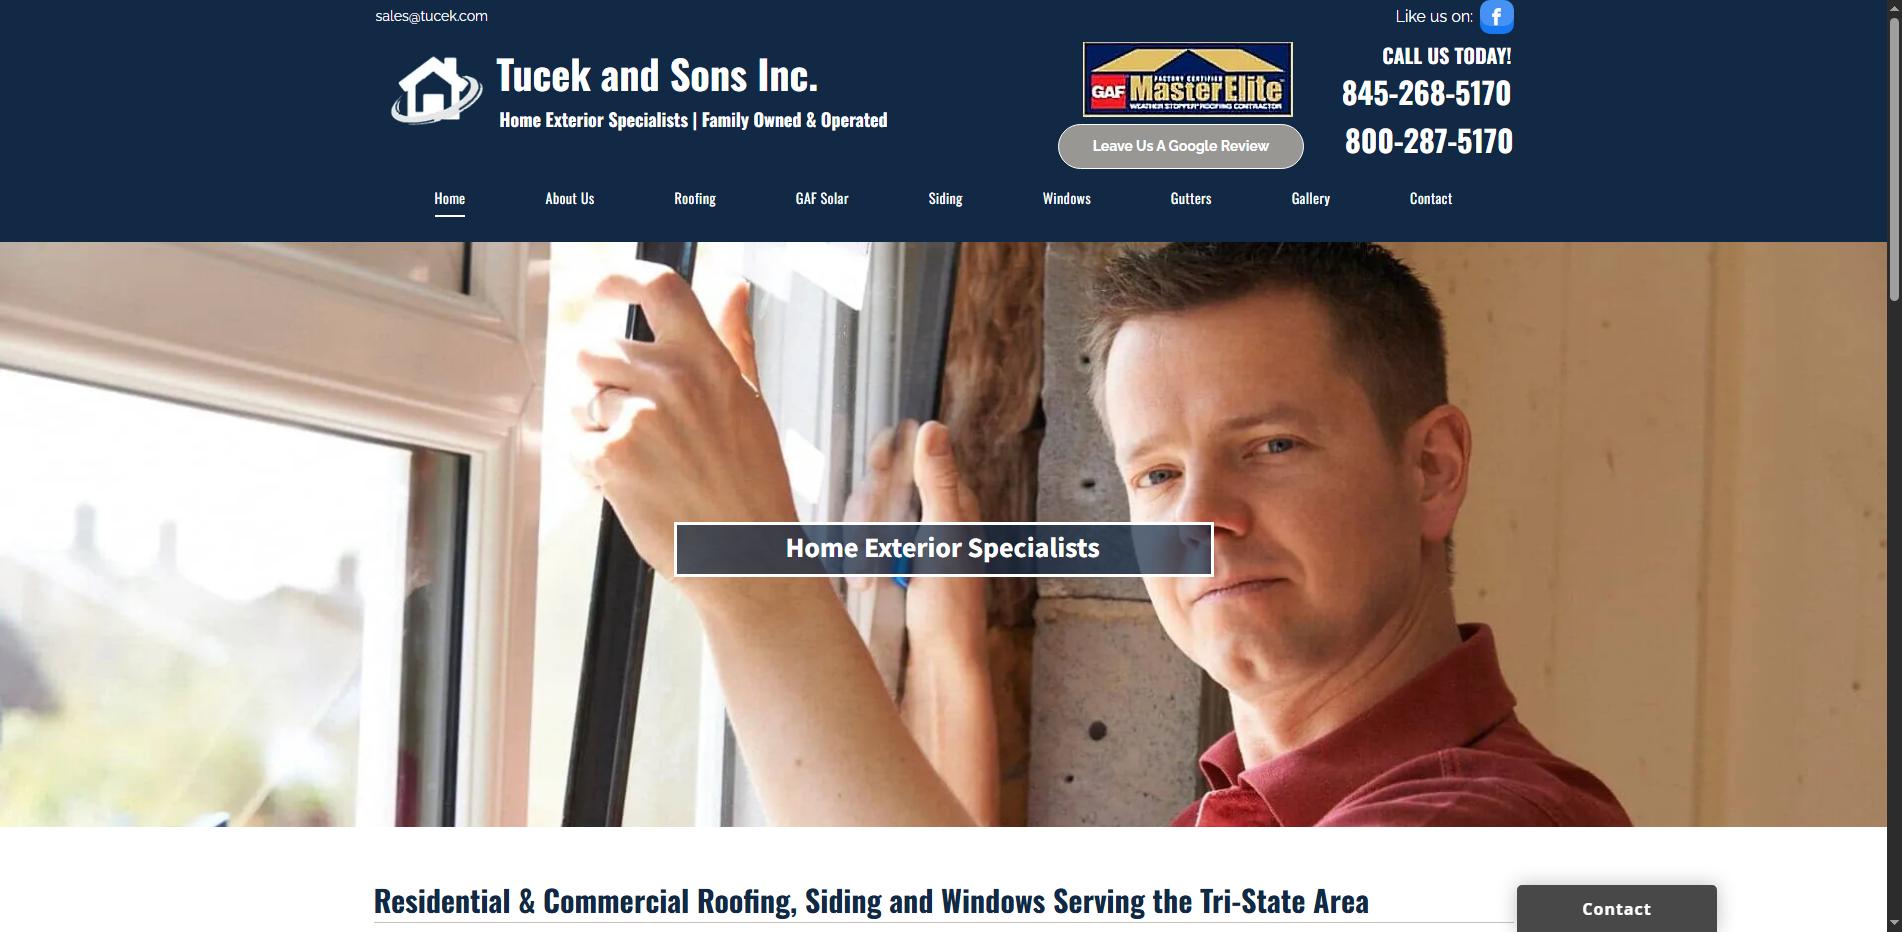 sales@tucek.com
Like us on:
Tucek and Sons Inc.
Home Exterior Specialists | Family Owned & Operated
FACTORY CERTIFIED
GAF MasterElite™
WEATHER STOPPER® ROOFING CONTRACTOR
Leave Us A Google Review
CALL US TODAY!
845-268-5170
800-287-5170
Home About Us Roofing GAF Solar Siding Windows Gutters Gallery Contact
Home Exterior Specialists
Residential & Commercial Roofing, Siding and Windows Serving the Tri-State Area
Contact